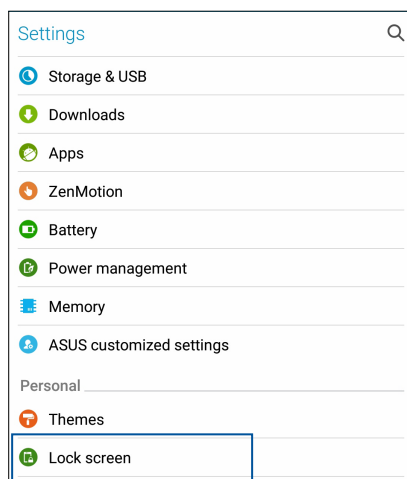 Settings
Storage & USB
Downloads
Apps
ZenMotion
Battery
Power management
Memory
ASUS customized settings
Personal
Themes
Lock screen